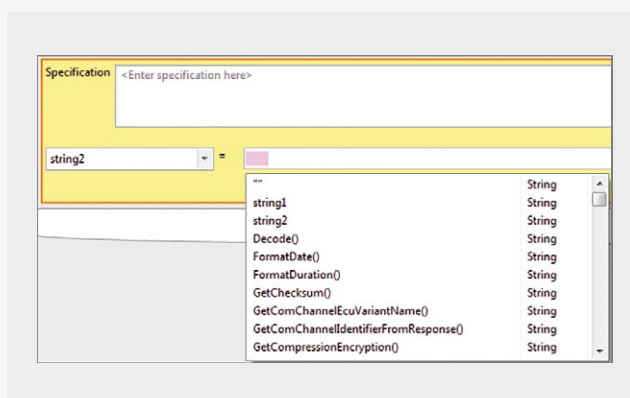 Specification <Enter specification here>
string2 =
"" String
string1 String
string2 String
Decode() String
FormatDate() String
FormatDuration() String
GetChecksum() String
GetComChannelEcuVariantName() String
GetComChannelIdentifierFromResponse() String
GetCompressionEncryption() String